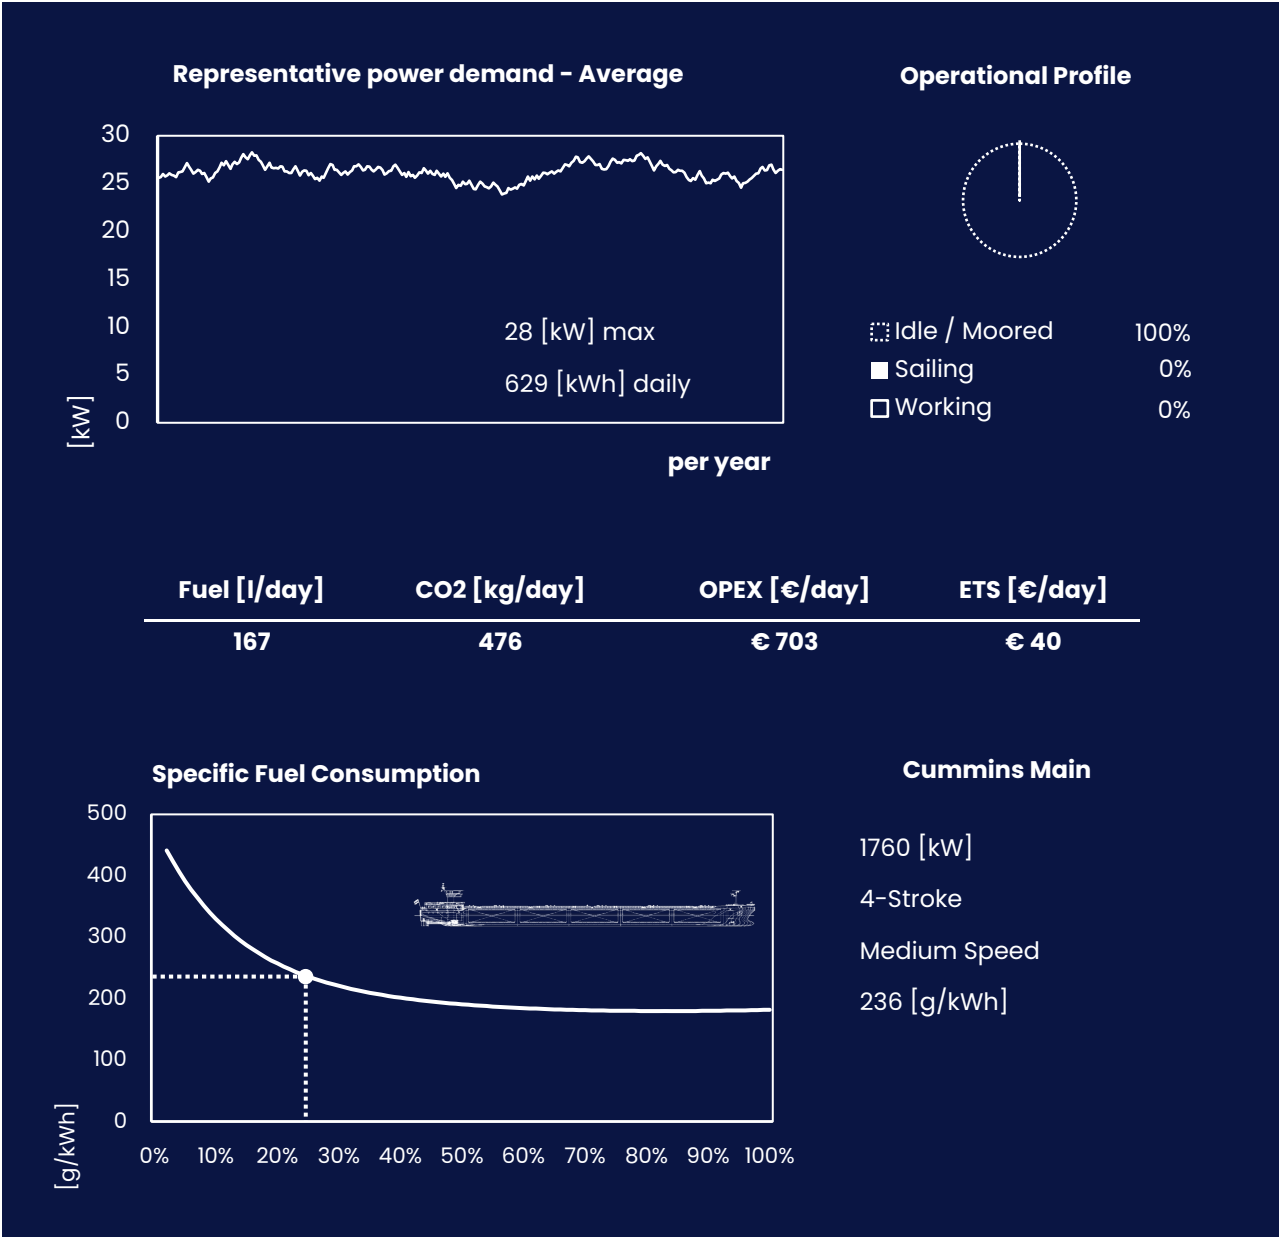 Representative power demand - Average
Operational Profile
30
25
20
15
10
5
0
[kW]
28 [kW] max
629 [kWh] daily
per year
Idle / Moored 100%
Sailing 0%
Working 0%
Fuel [l/day] CO2 [kg/day] OPEX [€/day] ETS [€/day]
167 476 € 703 € 40
Specific Fuel Consumption
Cummins Main
500
400
300
200
100
0
[g/kWh]
0% 10% 20% 30% 40% 50% 60% 70% 80% 90% 100%
1760 [kW]
4-Stroke
Medium Speed
236 [g/kWh]